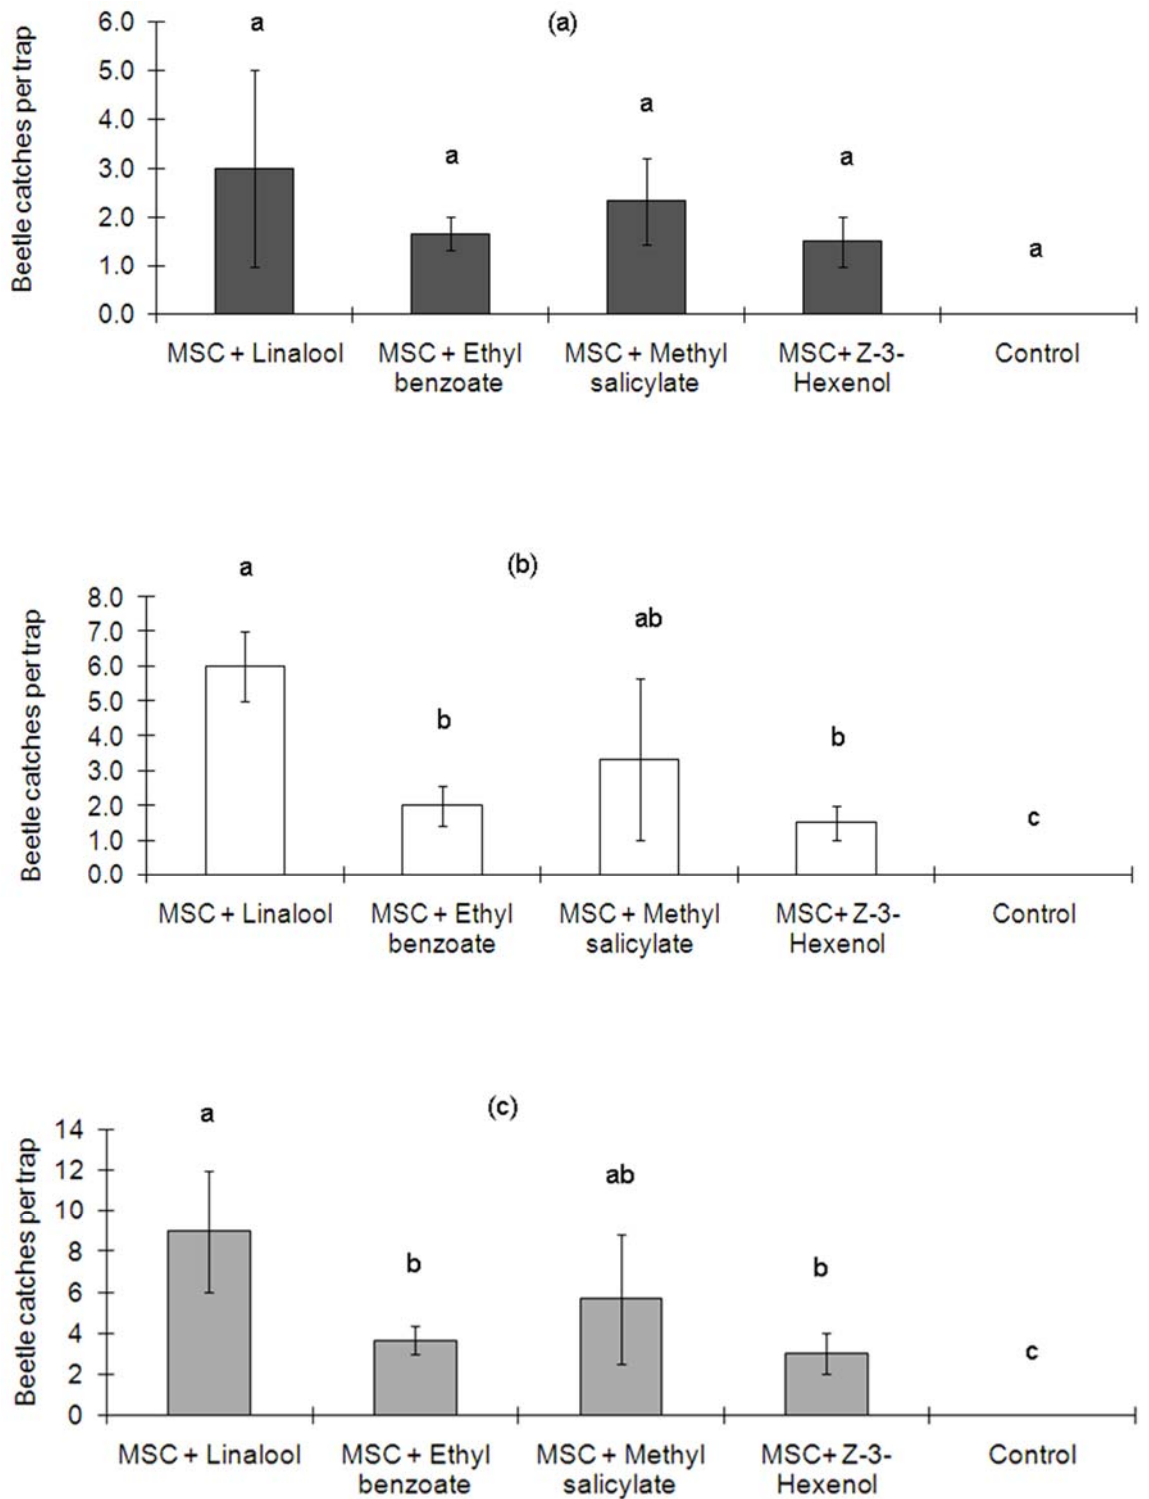 (a)
Beetle catches per trap
6.0
5.0
4.0
3.0
2.0
1.0
0.0
a
a
a
a
a
MSC + Linalool
MSC + Ethyl
benzoate
MSC + Methyl
salicylate
MSC+ Z-3-
Hexenol
Control
(b)
Beetle catches per trap
8.0
7.0
6.0
5.0
4.0
3.0
2.0
1.0
0.0
a
b
ab
b
c
MSC + Linalool
MSC + Ethyl
benzoate
MSC + Methyl
salicylate
MSC+ Z-3-
Hexenol
Control
(c)
Beetle catches per trap
14
12
10
8
6
4
2
0
a
b
ab
b
c
MSC + Linalool
MSC + Ethyl
benzoate
MSC + Methyl
salicylate
MSC+ Z-3-
Hexenol
Control